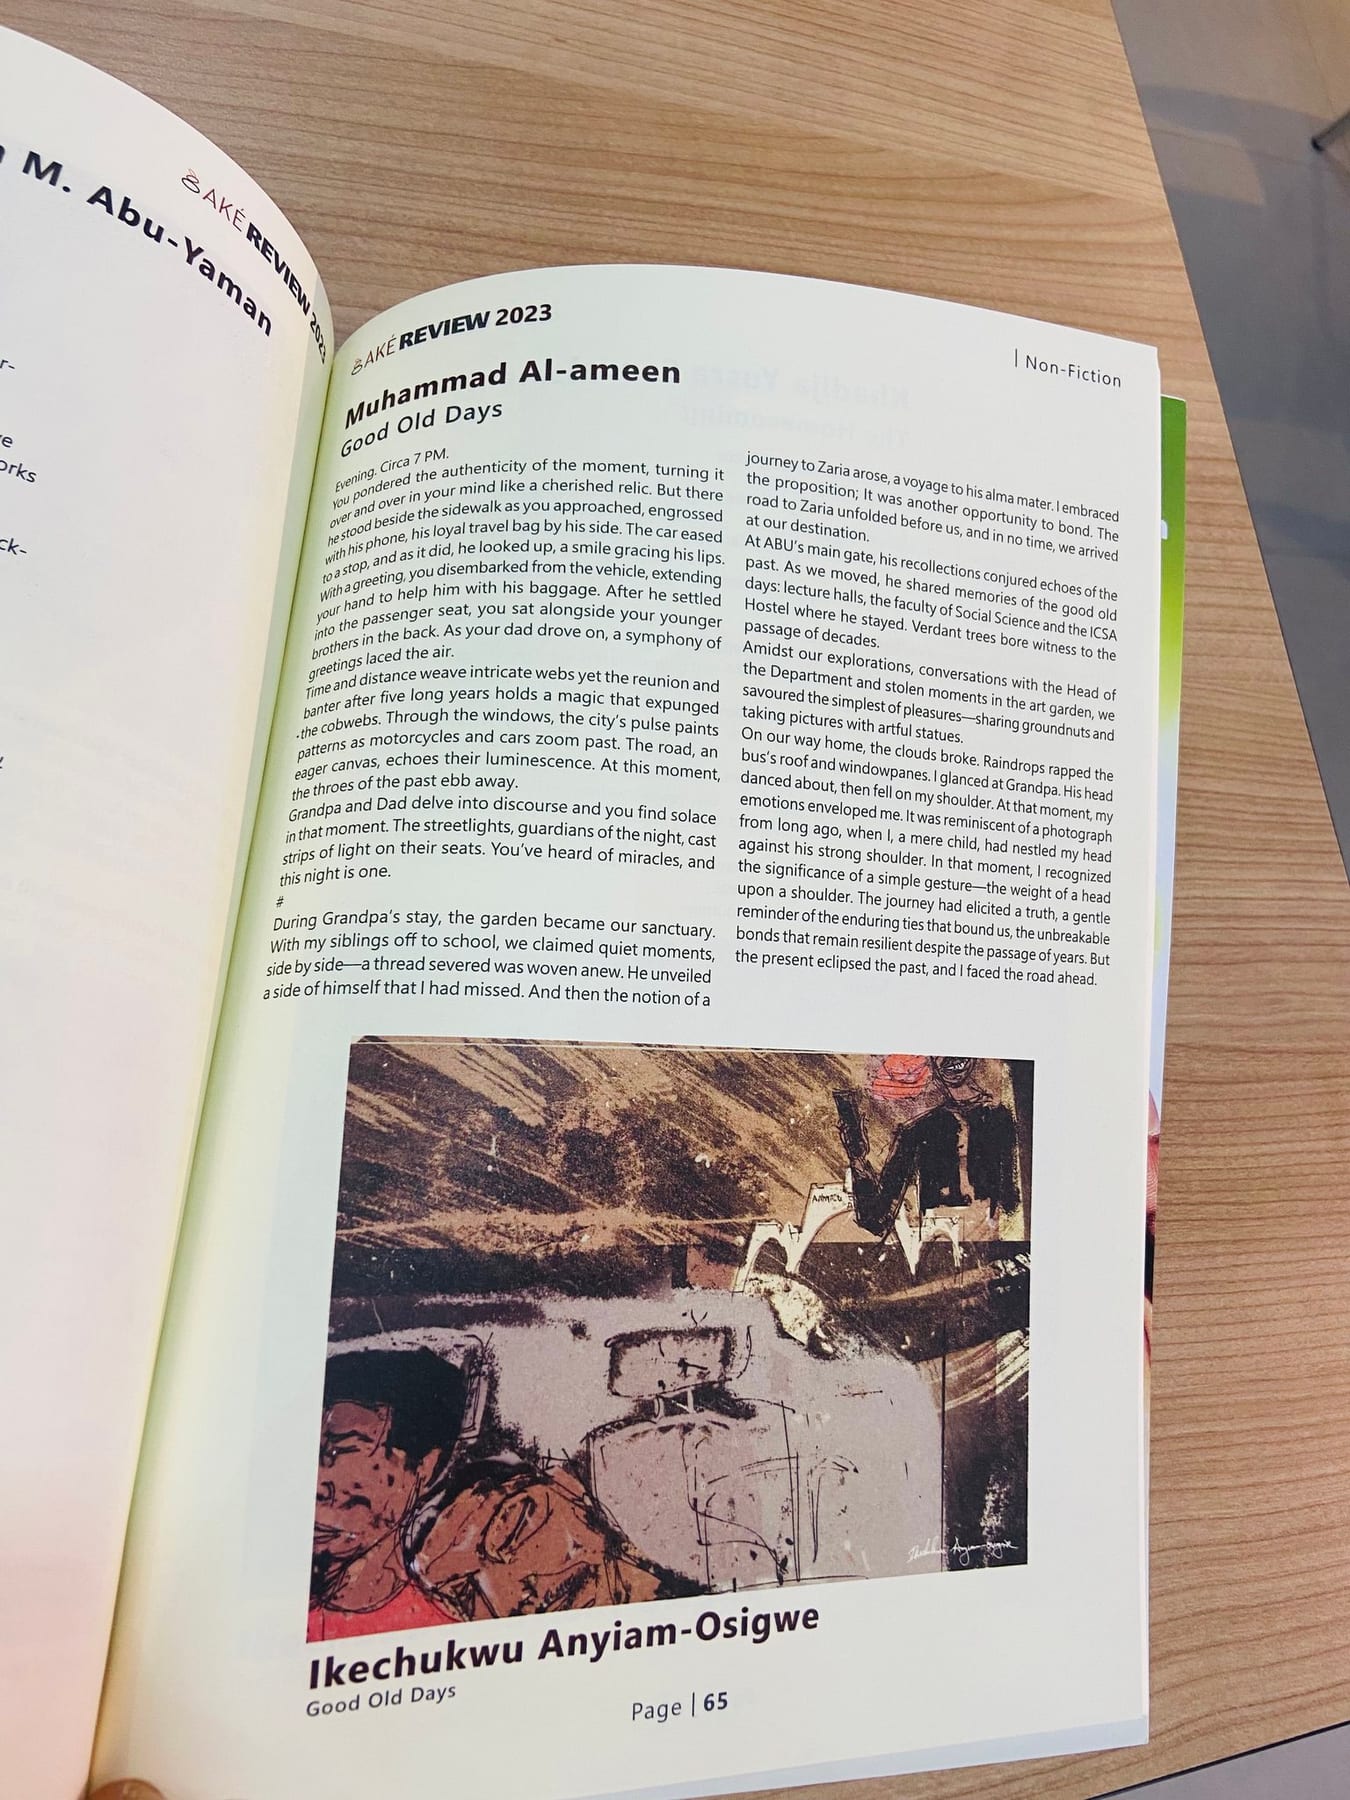 M. Abu-Yaman
AKÉ REVIEW 2023
r-
e
orks
ck-
AKÉ REVIEW 2023
| Non-Fiction
Muhammad Al-ameen
Good Old Days
Evening. Circa 7 PM.
You pondered the authenticity of the moment, turning it
over and over in your mind like a cherished relic. But there
he stood beside the sidewalk as you approached, engrossed
with his phone, his loyal travel bag by his side. The car eased
to a stop, and as it did, he looked up, a smile gracing his lips.
With a greeting, you disembarked from the vehicle, extending
your hand to help him with his baggage. After he settled
into the passenger seat, you sat alongside your younger
brothers in the back. As your dad drove on, a symphony of
greetings laced the air.
Time and distance weave intricate webs yet the reunion and
banter after five long years holds a magic that expunged
the cobwebs. Through the windows, the city's pulse paints
patterns as motorcycles and cars zoom past. The road, an
eager canvas, echoes their luminescence. At this moment,
the throes of the past ebb away.
Grandpa and Dad delve into discourse and you find solace
in that moment. The streetlights, guardians of the night, cast
strips of light on their seats. You've heard of miracles, and
this night is one.
#
During Grandpa's stay, the garden became our sanctuary.
With my siblings off to school, we claimed quiet moments,
side by side—a thread severed was woven anew. He unveiled
a side of himself that I had missed. And then the notion of a
journey to Zaria arose, a voyage to his alma mater. I embraced
the proposition; It was another opportunity to bond. The
road to Zaria unfolded before us, and in no time, we arrived
at our destination.
At ABU's main gate, his recollections conjured echoes of the
past. As we moved, he shared memories of the good old
days: lecture halls, the faculty of Social Science and the ICSA
Hostel where he stayed. Verdant trees bore witness to the
passage of decades.
Amidst our explorations, conversations with the Head of
the Department and stolen moments in the art garden, we
savoured the simplest of pleasures—sharing groundnuts and
taking pictures with artful statues.
On our way home, the clouds broke. Raindrops rapped the
bus's roof and windowpanes. I glanced at Grandpa. His head
danced about, then fell on my shoulder. At that moment, my
emotions enveloped me. It was reminiscent of a photograph
from long ago, when I, a mere child, had nestled my head
against his strong shoulder. In that moment, I recognized
the significance of a simple gesture—the weight of a head
upon a shoulder. The journey had elicited a truth, a gentle
reminder of the enduring ties that bound us, the unbreakable
bonds that remain resilient despite the passage of years. But
the present eclipsed the past, and I faced the road ahead.
Ikechukwu Anyiam-Osigwe
Ikechukwu Anyiam-Osigwe
Good Old Days
Page | 65